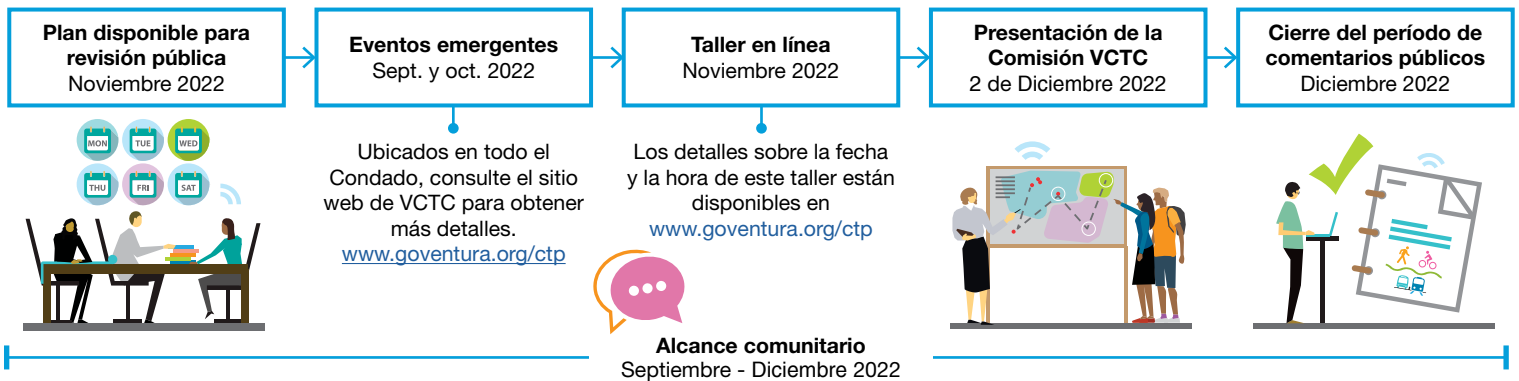 Plan disponible para
revisión pública
Noviembre 2022
Eventos emergentes
Sept. y oct. 2022
Taller en línea
Noviembre 2022
Presentación de la
Comisión VCTC
2 de Diciembre 2022
Cierre del período de
comentarios públicos
Diciembre 2022
MON
TUE
WED
THU
FRI
SAT
Ubicados en todo el
Condado, consulte el sitio
web de VCTC para obtener
más detalles.
www.goventura.org/ctp
Los detalles sobre la fecha
y la hora de este taller están
disponibles en
www.goventura.org/ctp
Alcance comunitario
Septiembre - Diciembre 2022